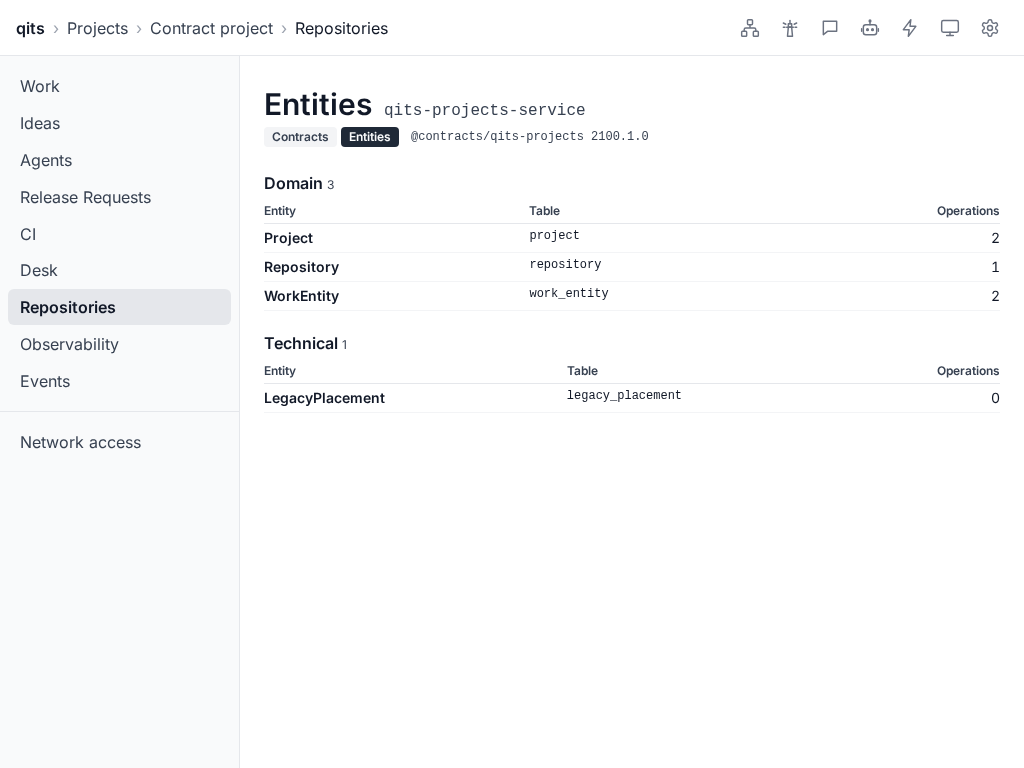 qits › Projects › Contract project › Repositories
Work
Ideas
Agents
Release Requests
CI
Desk
Repositories
Observability
Events
Network access
Entities qits-projects-service
Contracts Entities @contracts/qits-projects 2100.1.0
Domain 3
Entity Table Operations
Project project 2
Repository repository 1
WorkEntity work_entity 2
Technical 1
Entity Table Operations
LegacyPlacement legacy_placement 0